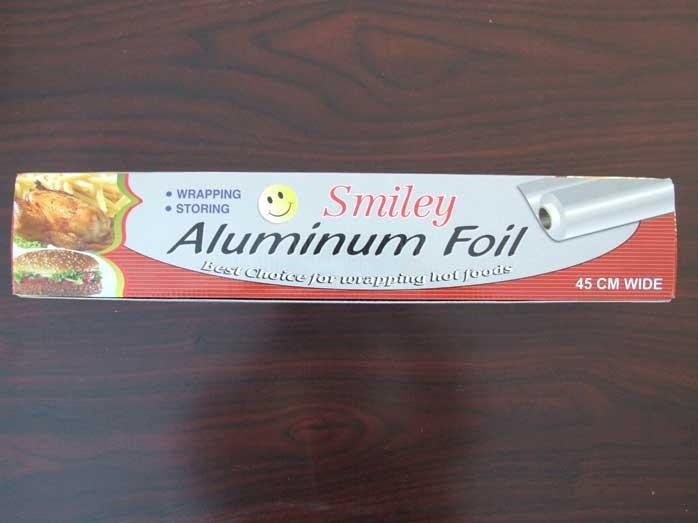 • WRAPPING
• STORING
Smiley
Aluminum Foil
Best Choice for wrapping hot foods
45 CM WIDE